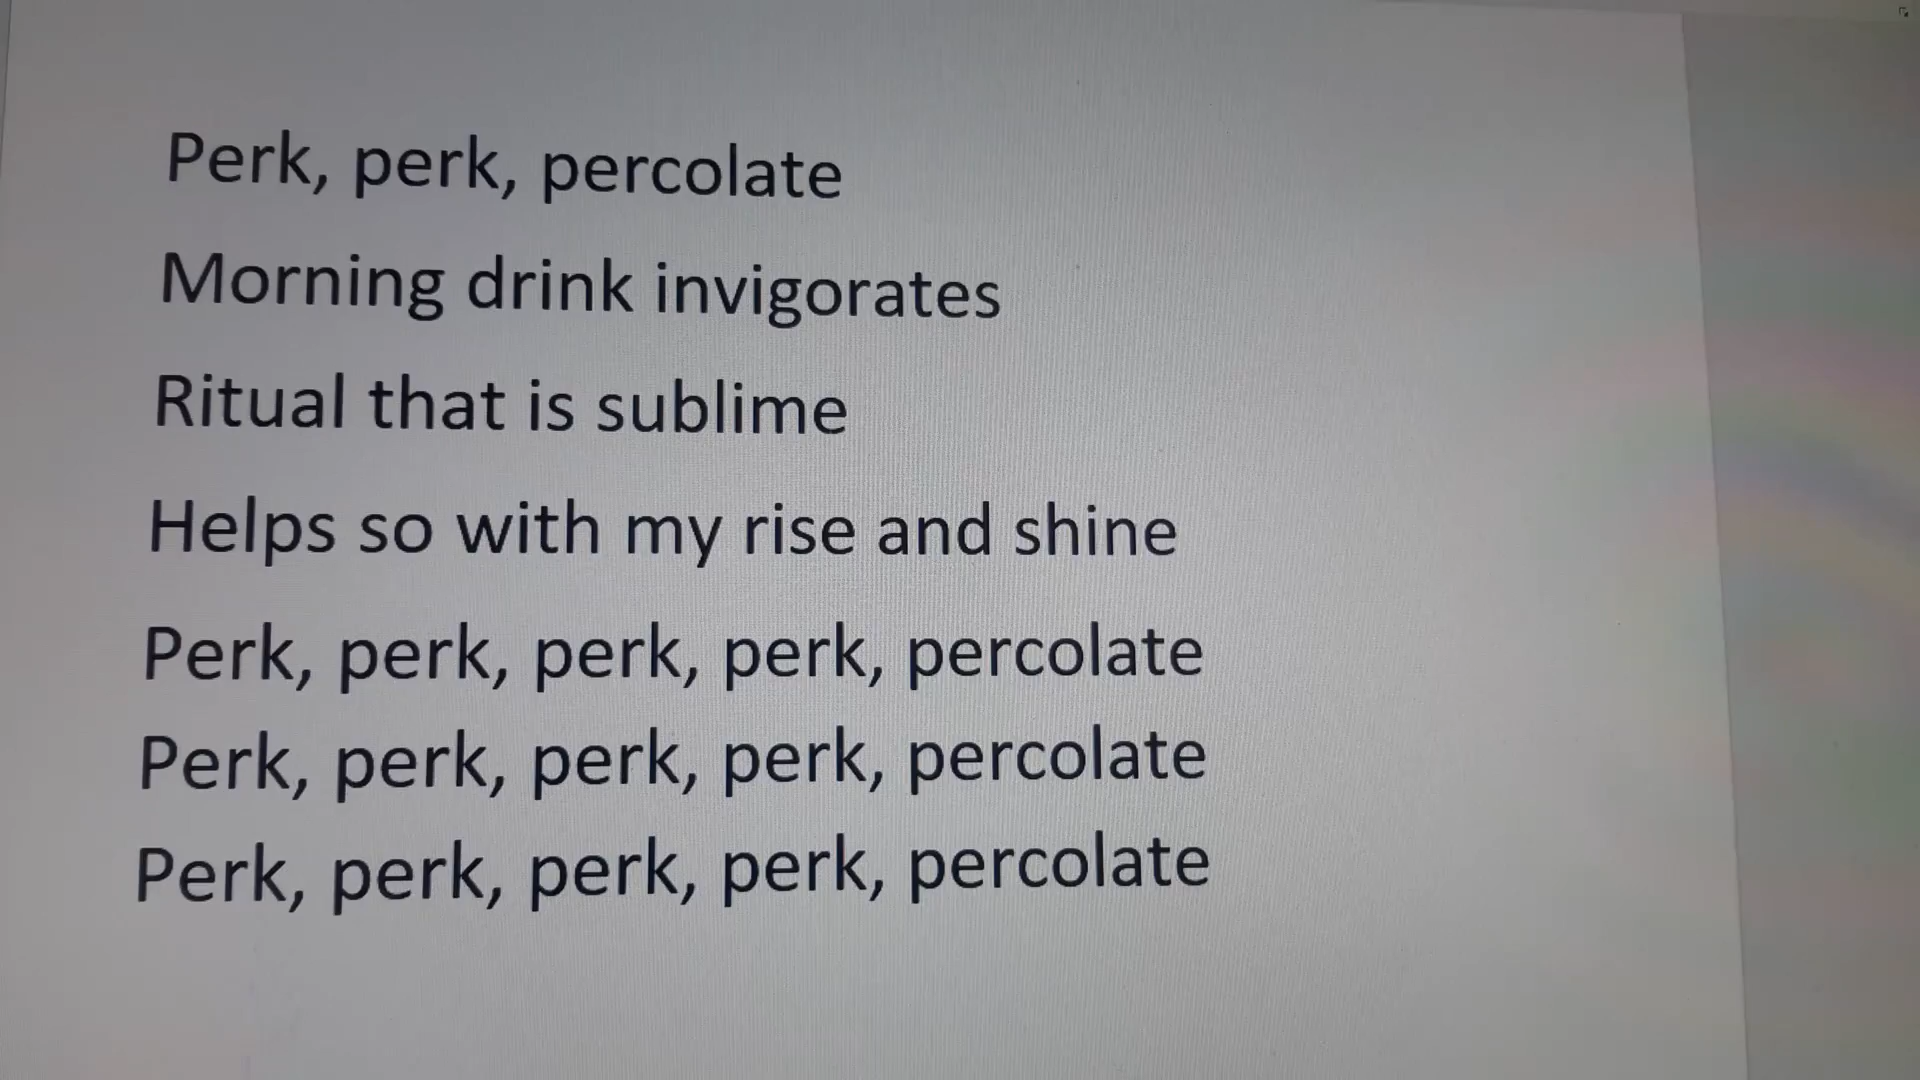 Perk, perk, percolate
Morning drink invigorates
Ritual that is sublime
Helps so with my rise and shine
Perk, perk, perk, perk, percolate
Perk, perk, perk, perk, percolate
Perk, perk, perk, perk, percolate